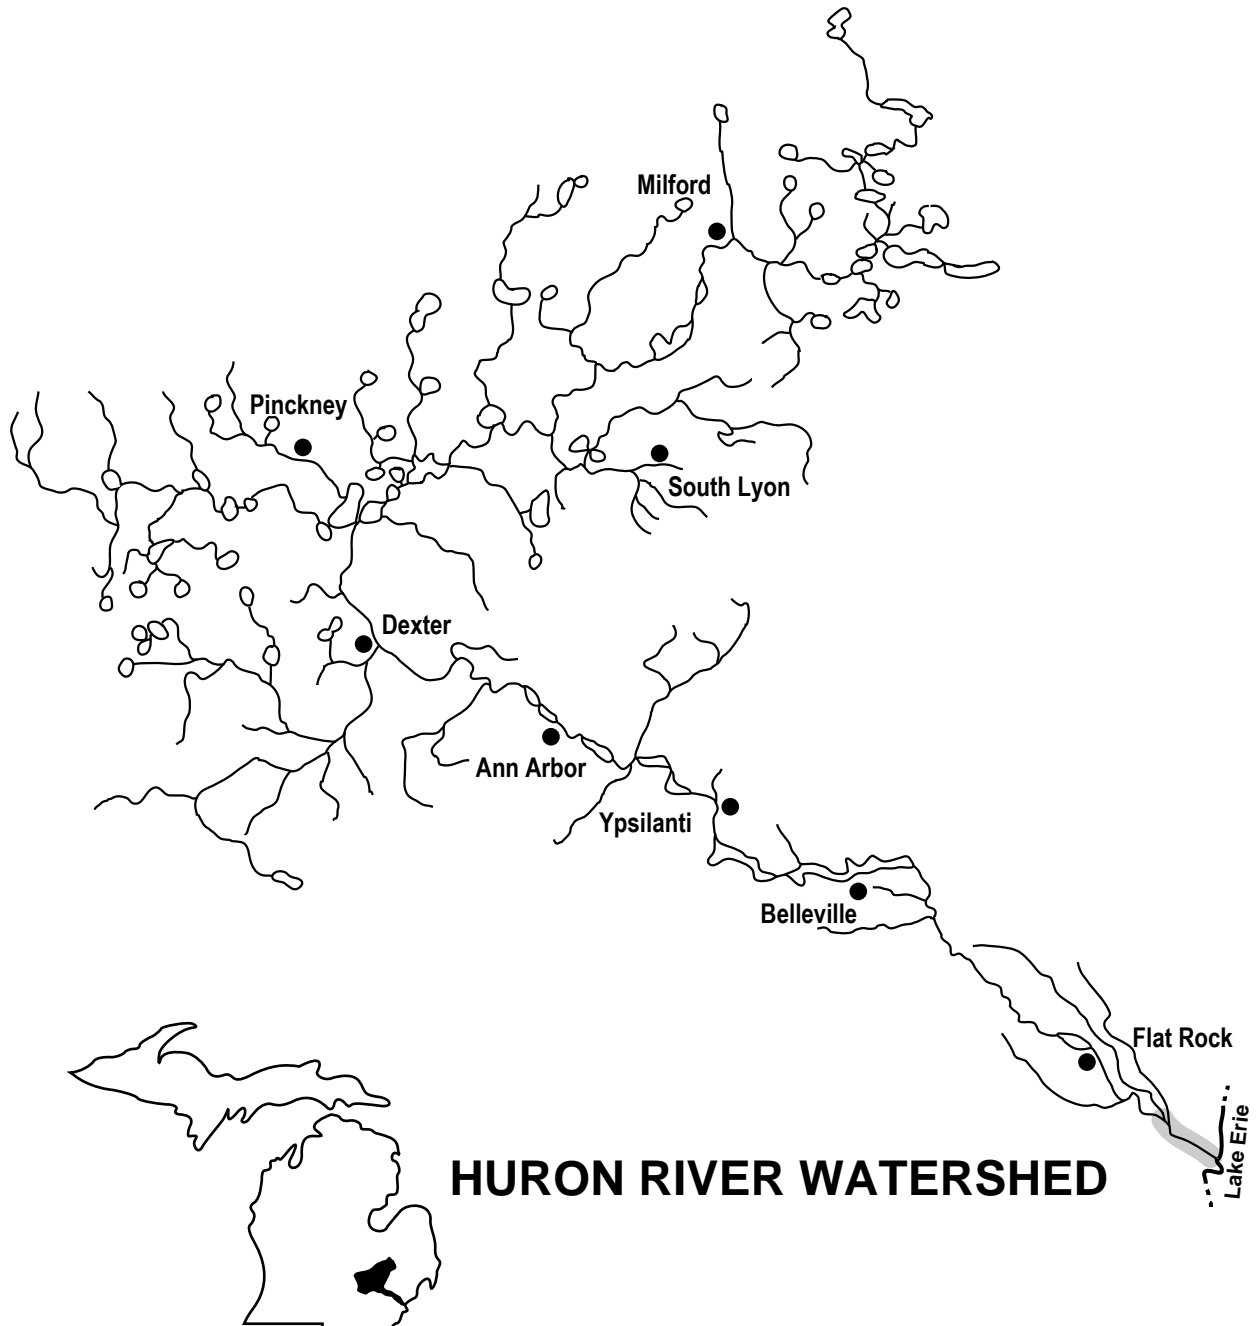 Milford
Pinckney
South Lyon
Dexter
Ann Arbor
Ypsilanti
Belleville
Flat Rock
Lake Erie
HURON RIVER WATERSHED